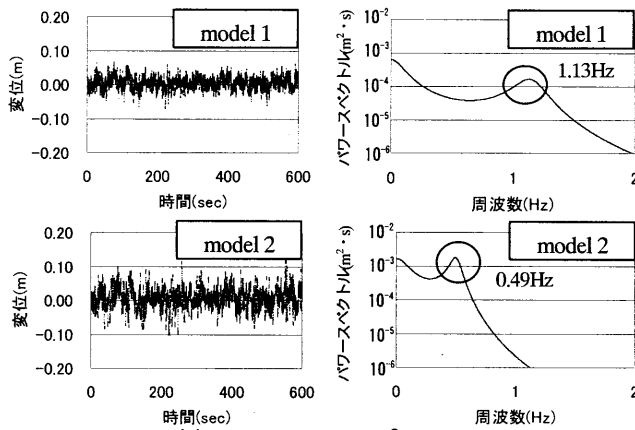 model 1
変位(m)
0.20
0.10
0.00
-0.10
-0.20
0
200
400
600
時間(sec)
model 1
パワースペクトル(m²・s)
10⁻²
10⁻³
10⁻⁴
10⁻⁵
10⁻⁶
1.13Hz
0
1
2
周波数(Hz)
model 2
変位(m)
0.20
0.10
0.00
-0.10
-0.20
0
200
400
600
時間(sec)
model 2
パワースペクトル(m²・s)
10⁻²
10⁻³
10⁻⁴
10⁻⁵
10⁻⁶
0.49Hz
0
1
2
周波数(Hz)